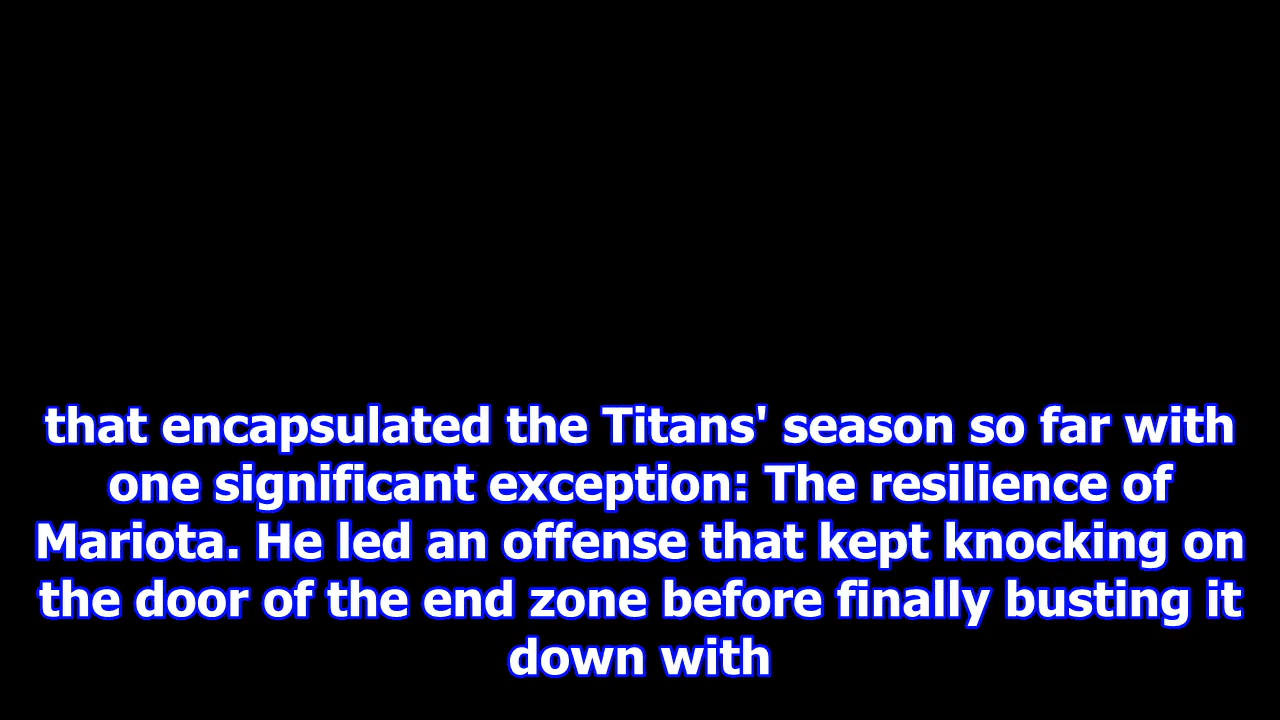 that encapsulated the Titans' season so far with
one significant exception: The resilience of
Mariota. He led an offense that kept knocking on
the door of the end zone before finally busting it
down with